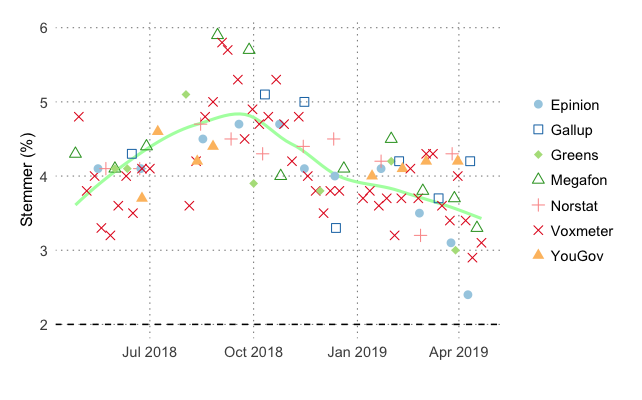 6
5
4
3
2
Stemmer (%)
Jul 2018 Oct 2018 Jan 2019 Apr 2019
Epinion
Gallup
Greens
Megafon
Norstat
Voxmeter
YouGov